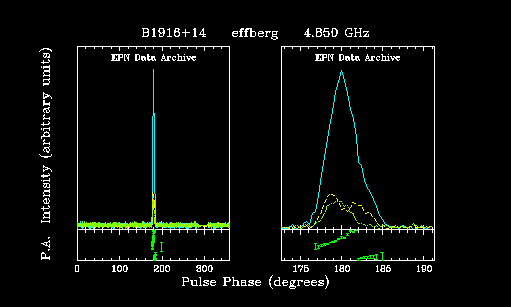 B1916+14 effberg 4.850 GHz
EPN Data Archive EPN Data Archive
P.A. Intensity (arbitrary units)
0 100 200 300 175 180 185 190
Pulse Phase (degrees)